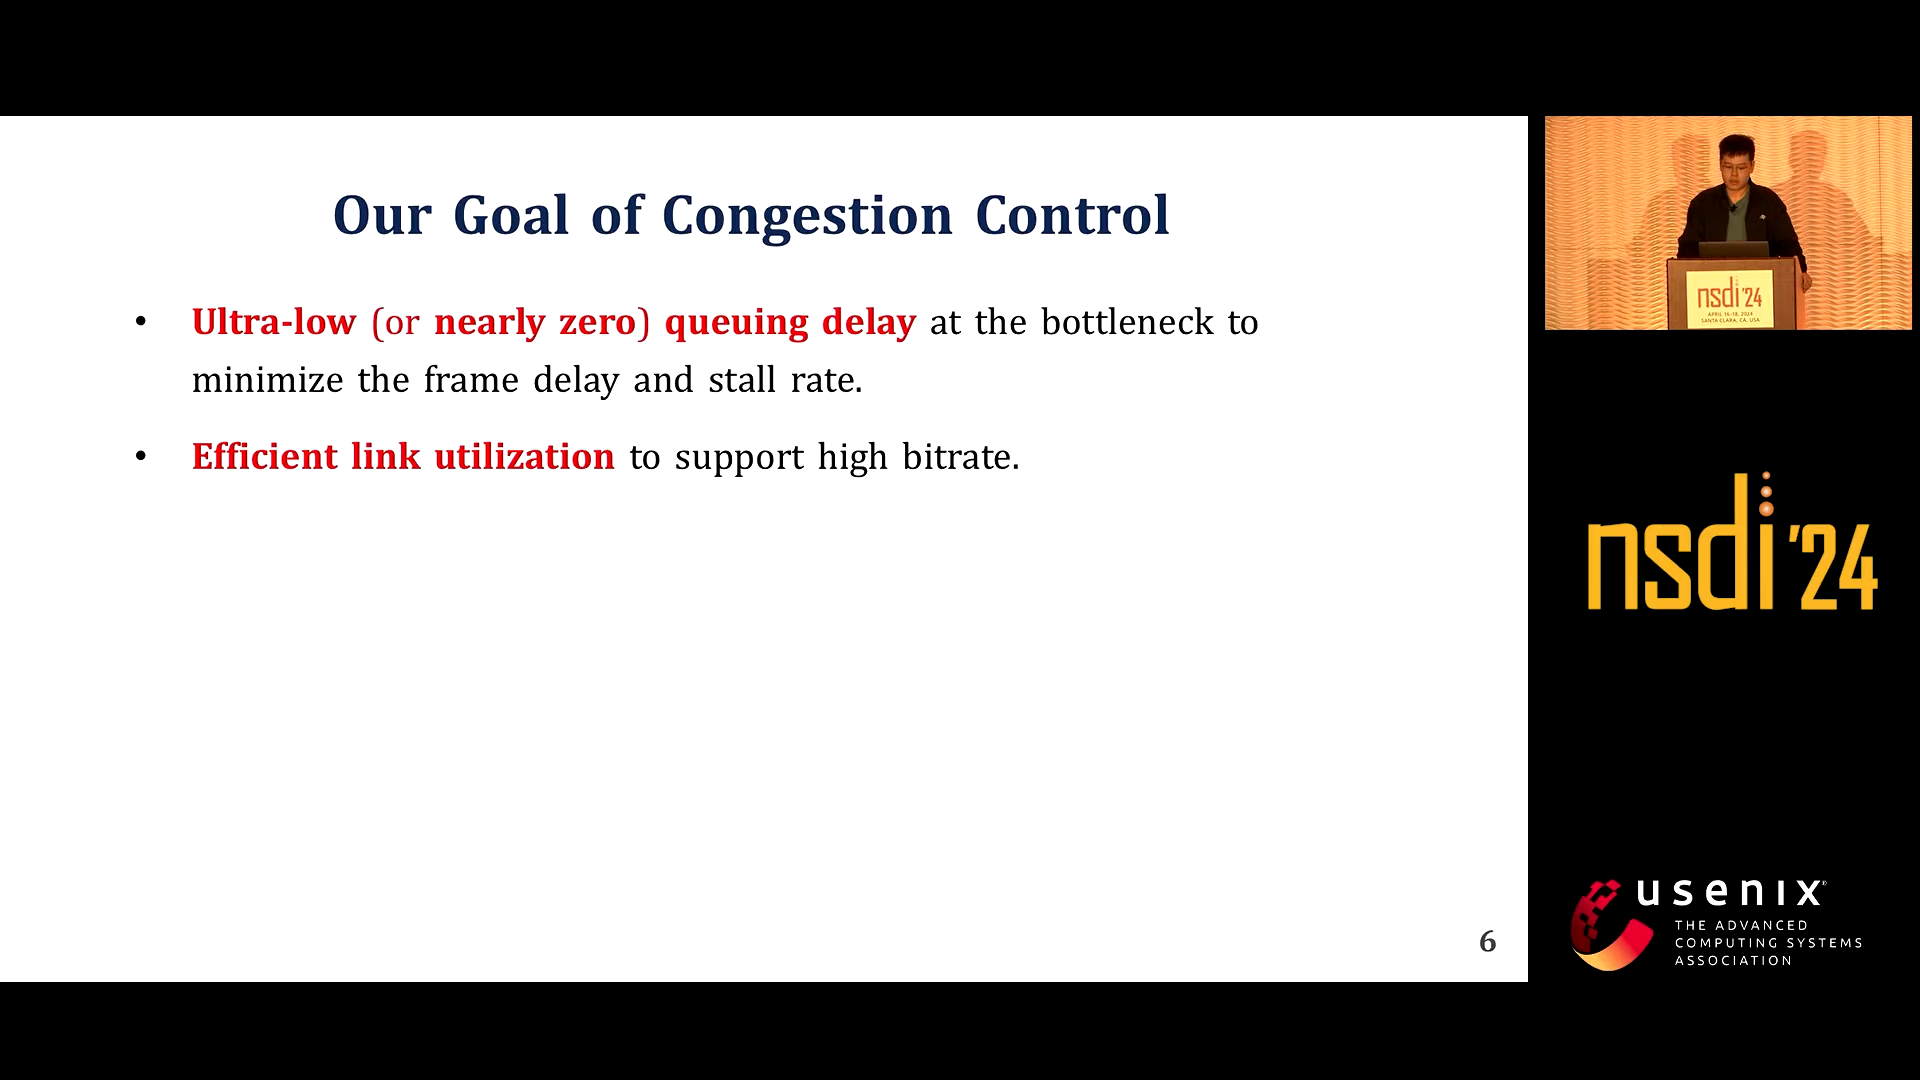 Our Goal of Congestion Control
• Ultra-low (or nearly zero) queuing delay at the bottleneck to
minimize the frame delay and stall rate.
• Efficient link utilization to support high bitrate.
6
nsdi '24
APRIL 16-18, 2024
SANTA CLARA, CA, USA
nsdi '24
usenix®
THE ADVANCED
COMPUTING SYSTEMS
ASSOCIATION